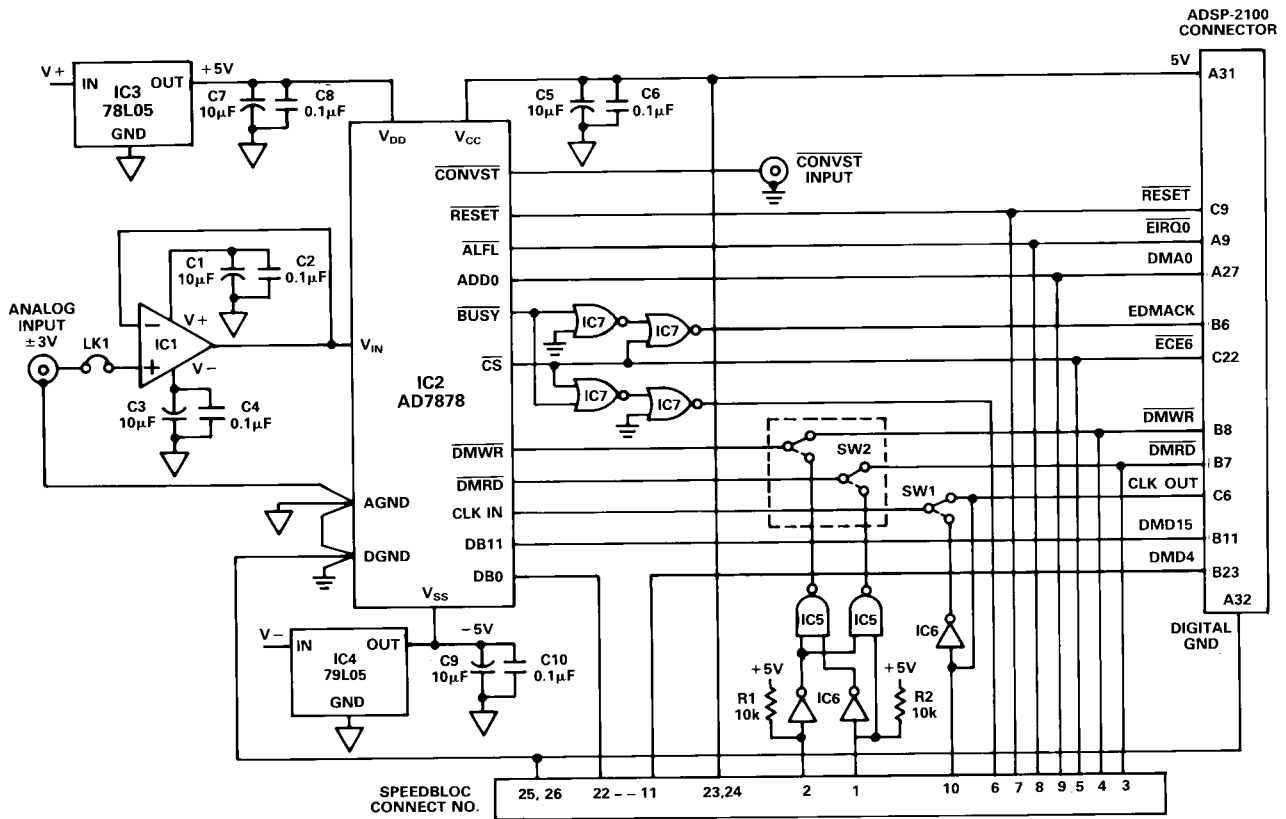 ADSP-2100
CONNECTOR
V+
IN
OUT
IC3
78L05
GND
+5V
C7
10µF
C8
0.1µF
C5
10µF
C6
0.1µF
5V
A31
V_DD
V_CC
CONVST
CONVST
INPUT
RESET
RESET
C9
ALFL
EIRQ0
A9
ADD0
DMA0
A27
C1
10µF
C2
0.1µF
ANALOG
INPUT
±3V
LK1
−
+
IC1
V+
V−
V_IN
BUSY
IC7
IC7
EDMACK
B6
CS
ECE6
C22
IC2
AD7878
IC7
IC7
C3
10µF
C4
0.1µF
DMWR
SW2
DMWR
B8
DMRD
DMRD
B7
SW1
CLK OUT
C6
AGND
CLK IN
DB11
DMD15
B11
DGND
DB0
DMD4
B23
V_SS
A32
DIGITAL
GND
IC5
IC5
IC6
V−
IN
OUT
IC4
79L05
GND
−5V
C9
10µF
C10
0.1µF
+5V
R1
10k
IC6
+5V
R2
10k
SPEEDBLOC
CONNECT NO.
25, 26
22 – – 11
23,24
2
1
10
6
7
8
9
5
4
3